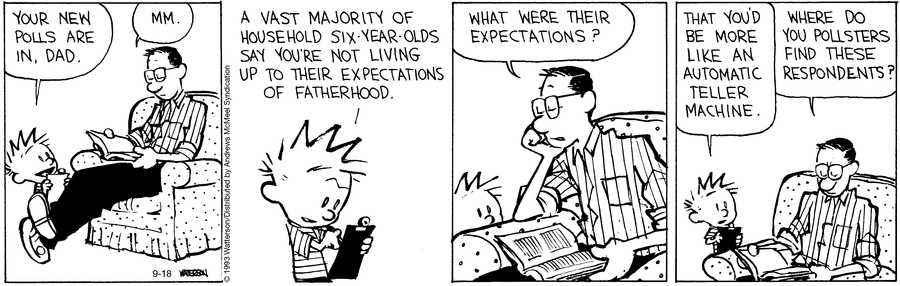 YOUR NEW
POLLS ARE
IN, DAD.
MM.
9-18
WATTERSON
© 1993 Watterson/Distributed by Andrews McMeel Syndication
A VAST MAJORITY OF
HOUSEHOLD SIX-YEAR-OLDS
SAY YOU'RE NOT LIVING
UP TO THEIR EXPECTATIONS
OF FATHERHOOD.
WHAT WERE THEIR
EXPECTATIONS?
THAT YOU'D
BE MORE
LIKE AN
AUTOMATIC
TELLER
MACHINE.
WHERE DO
YOU POLLSTERS
FIND THESE
RESPONDENTS?